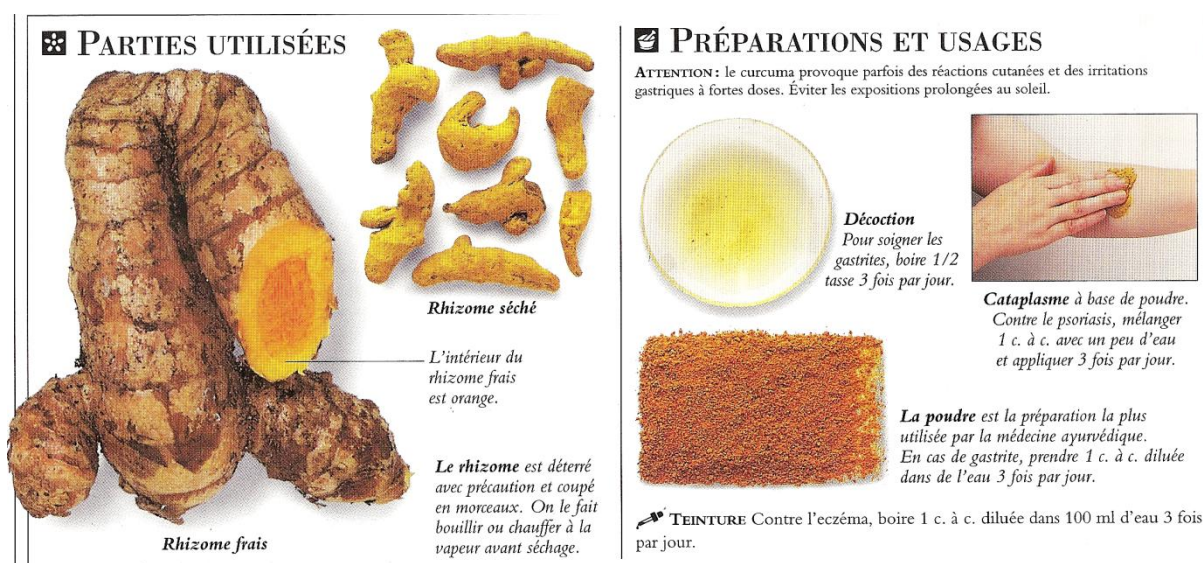 PARTIES UTILISÉES
Rhizome séché
L'intérieur du
rhizome frais
est orange.
Le rhizome est déterré
avec précaution et coupé
en morceaux. On le fait
bouillir ou chauffer à la
vapeur avant séchage.
Rhizome frais
PRÉPARATIONS ET USAGES
ATTENTION : le curcuma provoque parfois des réactions cutanées et des irritations
gastriques à fortes doses. Éviter les expositions prolongées au soleil.
Décoction
Pour soigner les
gastrites, boire 1/2
tasse 3 fois par jour.
Cataplasme à base de poudre.
Contre le psoriasis, mélanger
1 c. à c. avec un peu d'eau
et appliquer 3 fois par jour.
La poudre est la préparation la plus
utilisée par la médecine ayurvédique.
En cas de gastrite, prendre 1 c. à c. diluée
dans de l'eau 3 fois par jour.
TEINTURE Contre l'eczéma, boire 1 c. à c. diluée dans 100 ml d'eau 3 fois
par jour.